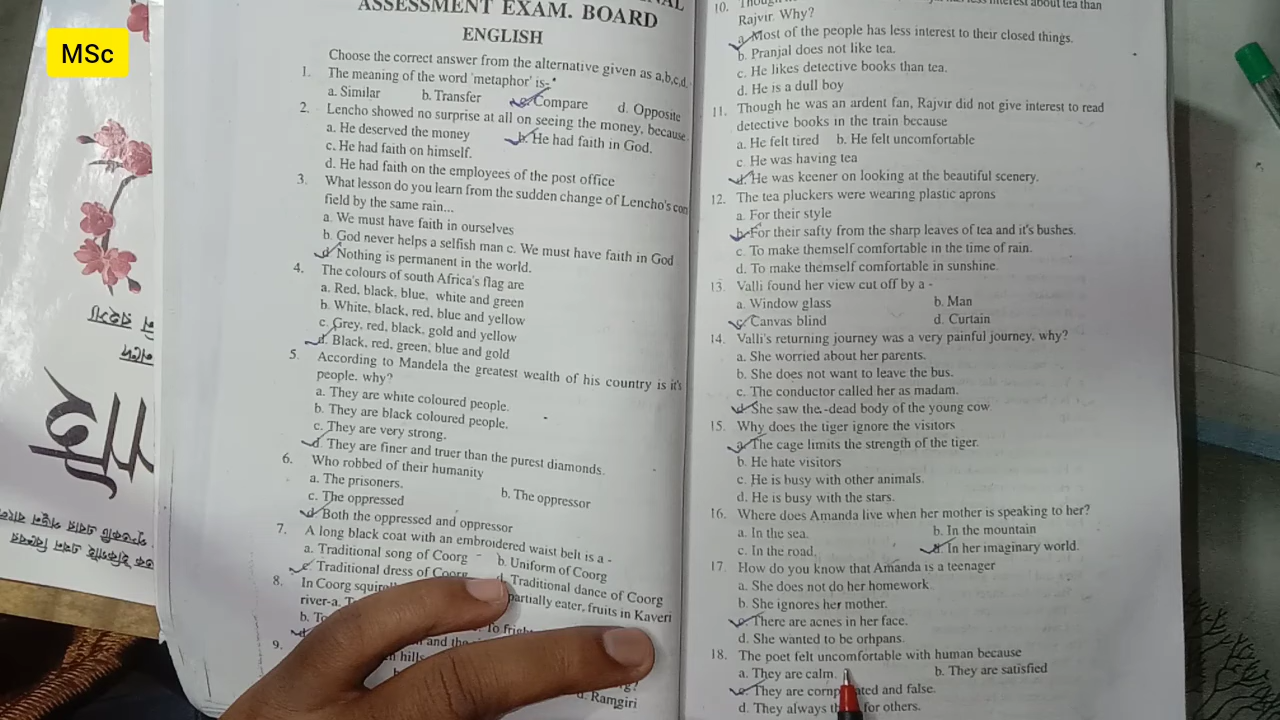 MSc
ASSESSMENT EXAM. BOARD
ENGLISH
Choose the correct answer from the alternative given as a,b,c,d.
1. The meaning of the word 'metaphor' is-
a. Similar b. Transfer c. Compare d. Opposite
2. Lencho showed no surprise at all on seeing the money, because
a. He deserved the money b. He had faith in God.
c. He had faith on himself.
d. He had faith on the employees of the post office
3. What lesson do you learn from the sudden change of Lencho's
field by the same rain...
a. We must have faith in ourselves
b. God never helps a selfish man c. We must have faith in God
d. Nothing is permanent in the world.
4. The colours of south Africa's flag are
a. Red, black, blue, white and green
b. White, black, red, blue and yellow
c. Grey, red, black, gold and yellow
d. Black, red, green, blue and gold
5. According to Mandela the greatest wealth of his country is it's
people. why?
a. They are white coloured people.
b. They are black coloured people.
c. They are very strong.
d. They are finer and truer than the purest diamonds.
6. Who robbed of their humanity
a. The prisoners. b. The oppressor
c. The oppressed
d. Both the oppressed and oppressor
7. A long black coat with an embroidered waist belt is a -
a. Traditional song of Coorg b. Uniform of Coorg
c. Traditional dress of Coorg d. Traditional dance of Coorg
8. In Coorg partially eater, fruits in Kaveri
river-a.
b. To
and the
9. hills
d. Ramgiri
10.
interest about tea than
Rajvir. Why?
a. Most of the people has less interest to their closed things.
b. Pranjal does not like tea.
c. He likes detective books than tea.
d. He is a dull boy
11. Though he was an ardent fan, Rajvir did not give interest to read
detective books in the train because
a. He felt tired b. He felt uncomfortable
c. He was having tea
d. He was keener on looking at the beautiful scenery.
12. The tea pluckers were wearing plastic aprons
a. For their style
b. For their safty from the sharp leaves of tea and it's bushes.
c. To make themself comfortable in the time of rain.
d. To make themself comfortable in sunshine.
13. Valli found her view cut off by a -
a. Window glass b. Man
c. Canvas blind d. Curtain
14. Valli's returning journey was a very painful journey. why?
a. She worried about her parents.
b. She does not want to leave the bus.
c. The conductor called her as madam.
d. She saw the -dead body of the young cow
15. Why does the tiger ignore the visitors
a. The cage limits the strength of the tiger.
b. He hate visitors
c. He is busy with other animals.
d. He is busy with the stars.
16. Where does Amanda live when her mother is speaking to her?
a. In the sea. b. In the mountain
c. In the road. d. In her imaginary world.
17. How do you know that Amanda is a teenager
a. She does not do her homework.
b. She ignores her mother.
c. There are acnes in her face.
d. She wanted to be orhpans.
18. The poet felt uncomfortable with human because
a. They are calm. b. They are satisfied
c. They are and false.
d. They always for others.